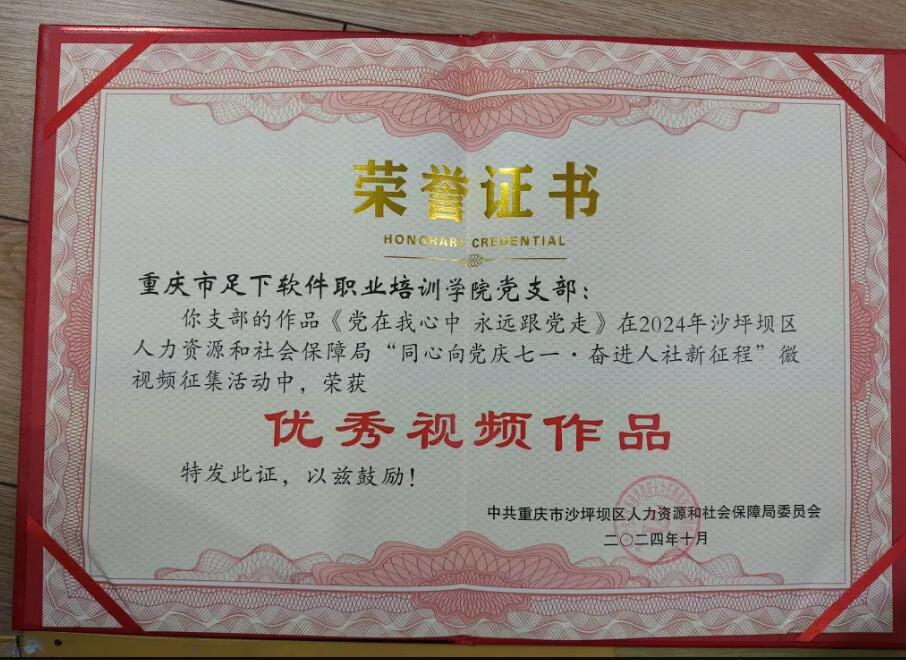 荣誉证书
HONORARY CREDENTIAL
重庆市足下软件职业培训学院党支部：
你支部的作品《党在我心中 永远跟党走》在2024年沙坪坝区
人力资源和社会保障局“同心向党庆七一·奋进人社新征程”微
视频征集活动中，荣获
优秀视频作品
特发此证，以兹鼓励！
中共重庆市沙坪坝区人力资源和社会保障局委员会
二〇二四年十月